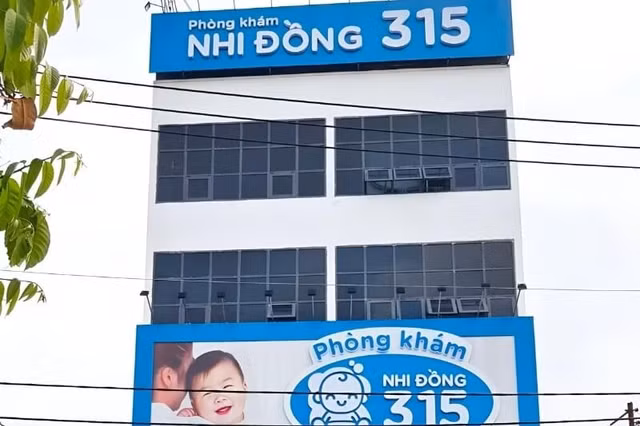 Phòng khám
NHI ĐỒNG 315
Phòng khám
NHI ĐỒNG
315